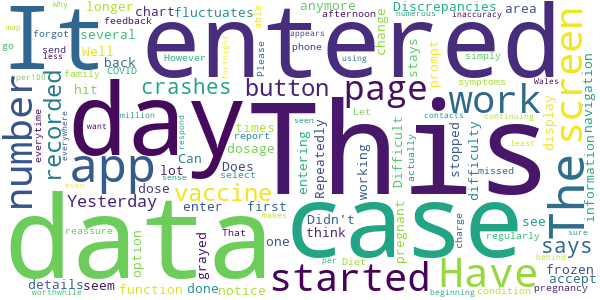 It entered
This
day
data
case
app
The
screen
number
recorded
work
page
button
started
Have
vaccine
crashes
says
Yesterday
fluctuates
Discrepancies
anymore
longer
chart
feedback
forgot
several
afternoon
able
area
map
go
Why
send
less
Well
back
However
fortnight
phone
appears
change
stays
prompt
numerous
inaccuracy
Wales
per100
family
COVID
hit
Please
using
simply
symptoms
display
information
navigation
everywhere
everytime
million
want
respond
Can
lot
times
report
dosage
Let
contacts
continuing
seen
entering
Repeatedly
working
actually
Difficult
stopped
difficulty
missed
least
Does
select
dose
sense
enter
first
Didn't
think
see
regularly
sure
even
makes
That
grayed
option
one
pregnant
charge
frozen
accept
behind
reassure
details
seem
function
done
notice
per
Diet
beginning
condition
pregnancy
worthwhile